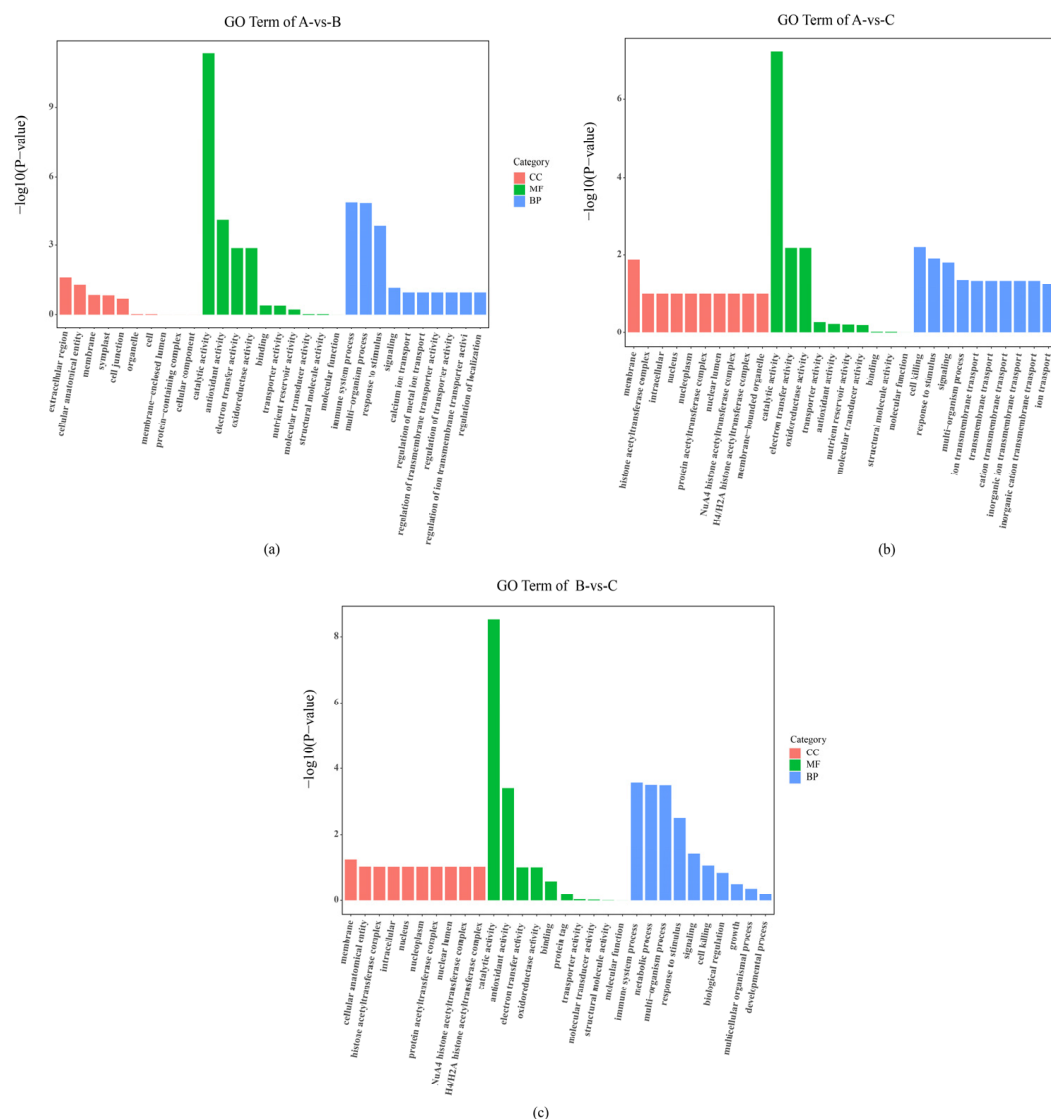 GO Term of A-vs-B
−log10(P−value)
9
6
3
0
Category
CC
MF
BP
extracellular region
cellular anatomical entity
membrane
symplast
cell junction
organelle
cell
membrane-enclosed lumen
protein-containing complex
cellular component
catalytic activity
antioxidant activity
electron transfer activity
oxidoreductase activity
binding
transporter activity
nutrient reservoir activity
molecular transducer activity
structural molecule activity
molecular function
immune system process
multi-organism process
response to stimulus
signaling
calcium ion transport
regulation of metal ion transport
regulation of transmembrane transporter activity
regulation of transporter activity
regulation of ion transmembrane transporter activi
regulation of localization
(a)
GO Term of A-vs-C
−log10(P−value)
6
4
2
0
membrane
histone acetyltransferase complex
intracellular
nucleus
nucleoplasm
protein acetyltransferase complex
nuclear lumen
NuA4 histone acetyltransferase complex
H4/H2A histone acetyltransferase complex
membrane-bounded organelle
catalytic activity
electron transfer activity
oxidoreductase activity
transporter activity
antioxidant activity
nutrient reservoir activity
molecular transducer activity
binding
structural molecule activity
molecular function
cell killing
response to stimulus
signaling
multi-organism process
ion transmembrane transport
transmembrane transport
cation transmembrane transport
inorganic ion transmembrane transport
inorganic cation transmembrane transport
ion transport
(b)
GO Term of B-vs-C
−log10(P−value)
8
6
4
2
0
Category
CC
MF
BP
membrane
cellular anatomical entity
histone acetyltransferase complex
intracellular
nucleus
nucleoplasm
protein acetyltransferase complex
nuclear lumen
NuA4 histone acetyltransferase complex
H4/H2A histone acetyltransferase complex
catalytic activity
antioxidant activity
electron transfer activity
oxidoreductase activity
binding
protein tag
transporter activity
molecular transducer activity
structural molecule activity
molecular function
immune system process
metabolic process
multi-organism process
response to stimulus
signaling
cell killing
biological regulation
growth
multicellular organismal process
developmental process
(c)